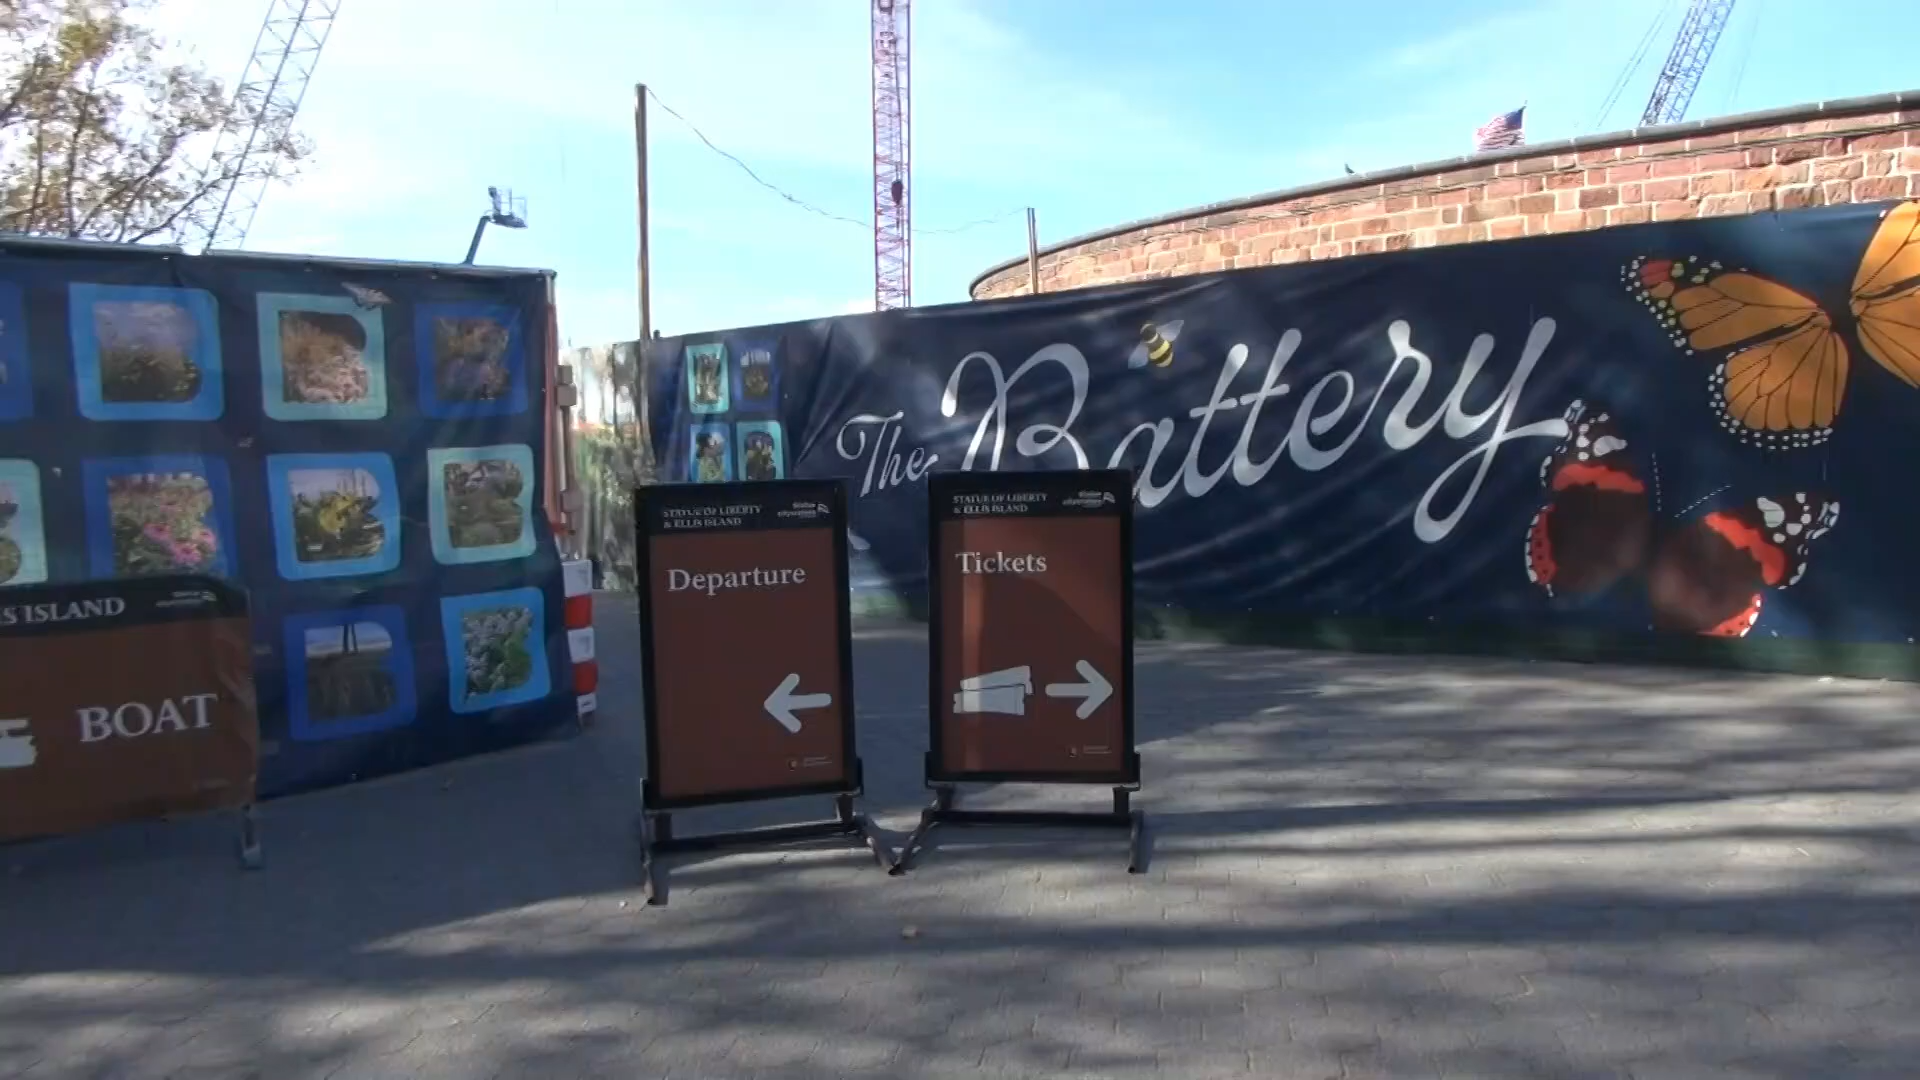 The Battery
STATUE OF LIBERTY
& ELLIS ISLAND
Departure
STATUE OF LIBERTY
& ELLIS ISLAND
Tickets
ISLAND
BOAT